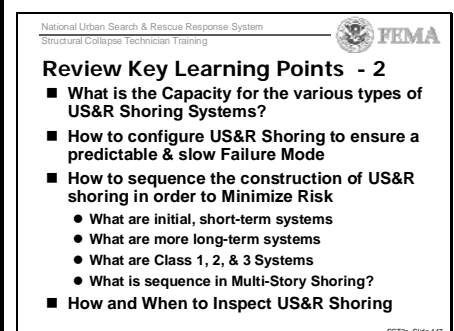 National Urban Search & Rescue Response System
Structural Collapse Technician Training
FEMA
Review Key Learning Points - 2
What is the Capacity for the various types of
US&R Shoring Systems?
How to configure US&R Shoring to ensure a
predictable & slow Failure Mode
How to sequence the construction of US&R
shoring in order to Minimize Risk
What are initial, short-term systems
What are more long-term systems
What are Class 1, 2, & 3 Systems
What is sequence in Multi-Story Shoring?
How and When to Inspect US&R Shoring